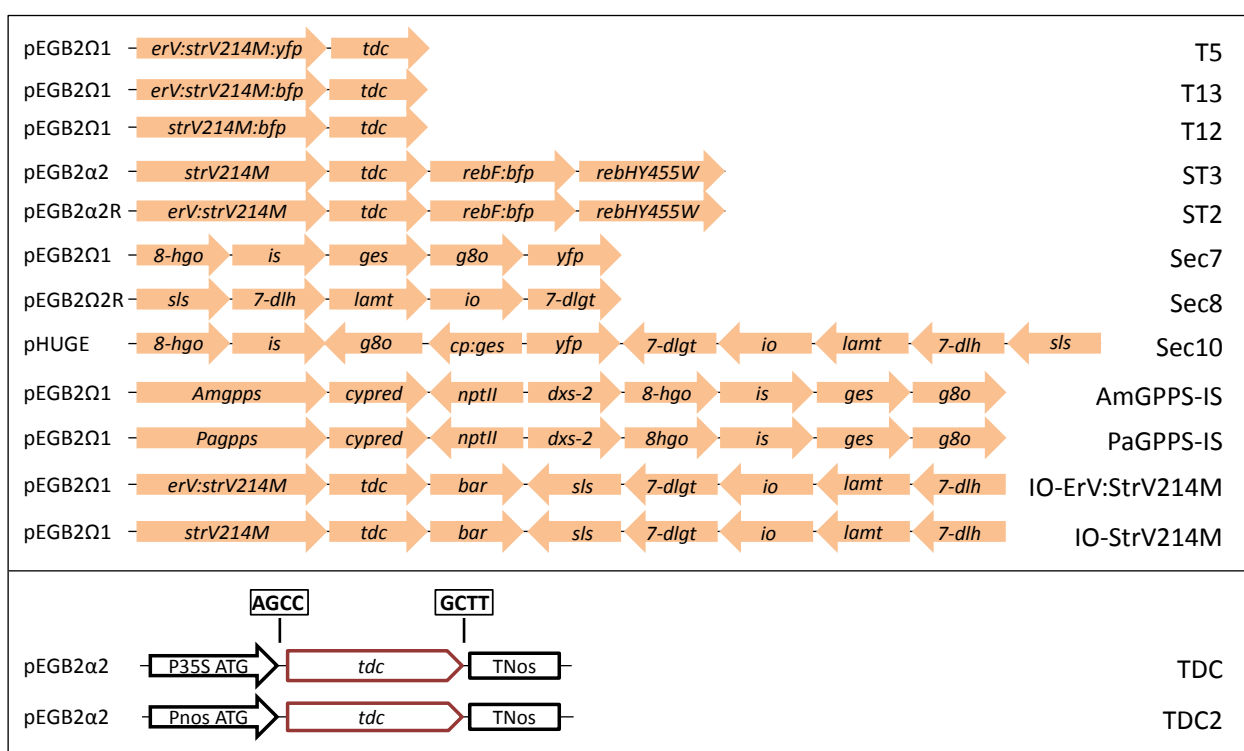 pEGB2Ω1 erV:strV214M:yfp tdc T5
pEGB2Ω1 erV:strV214M:bfp tdc T13
pEGB2Ω1 strV214M:bfp tdc T12
pEGB2α2 strV214M tdc rebF:bfp rebHY455W ST3
pEGB2α2R erV:strV214M tdc rebF:bfp rebHY455W ST2
pEGB2Ω1 8-hgo is ges g8o yfp Sec7
pEGB2Ω2R sls 7-dlh lamt io 7-dlgt Sec8
pHUGE 8-hgo is g8o cp:ges yfp 7-dlgt io lamt 7-dlh sls Sec10
pEGB2Ω1 Amgpps cypred nptII dxs-2 8-hgo is ges g8o AmGPPS-IS
pEGB2Ω1 Pagpps cypred nptII dxs-2 8hgo is ges g8o PaGPPS-IS
pEGB2Ω1 erV:strV214M tdc bar sls 7-dlgt io lamt 7-dlh IO-ErV:StrV214M
pEGB2Ω1 strV214M tdc bar sls 7-dlgt io lamt 7-dlh IO-StrV214M
AGCC GCTT
pEGB2α2 P35S ATG tdc TNos TDC
pEGB2α2 Pnos ATG tdc TNos TDC2